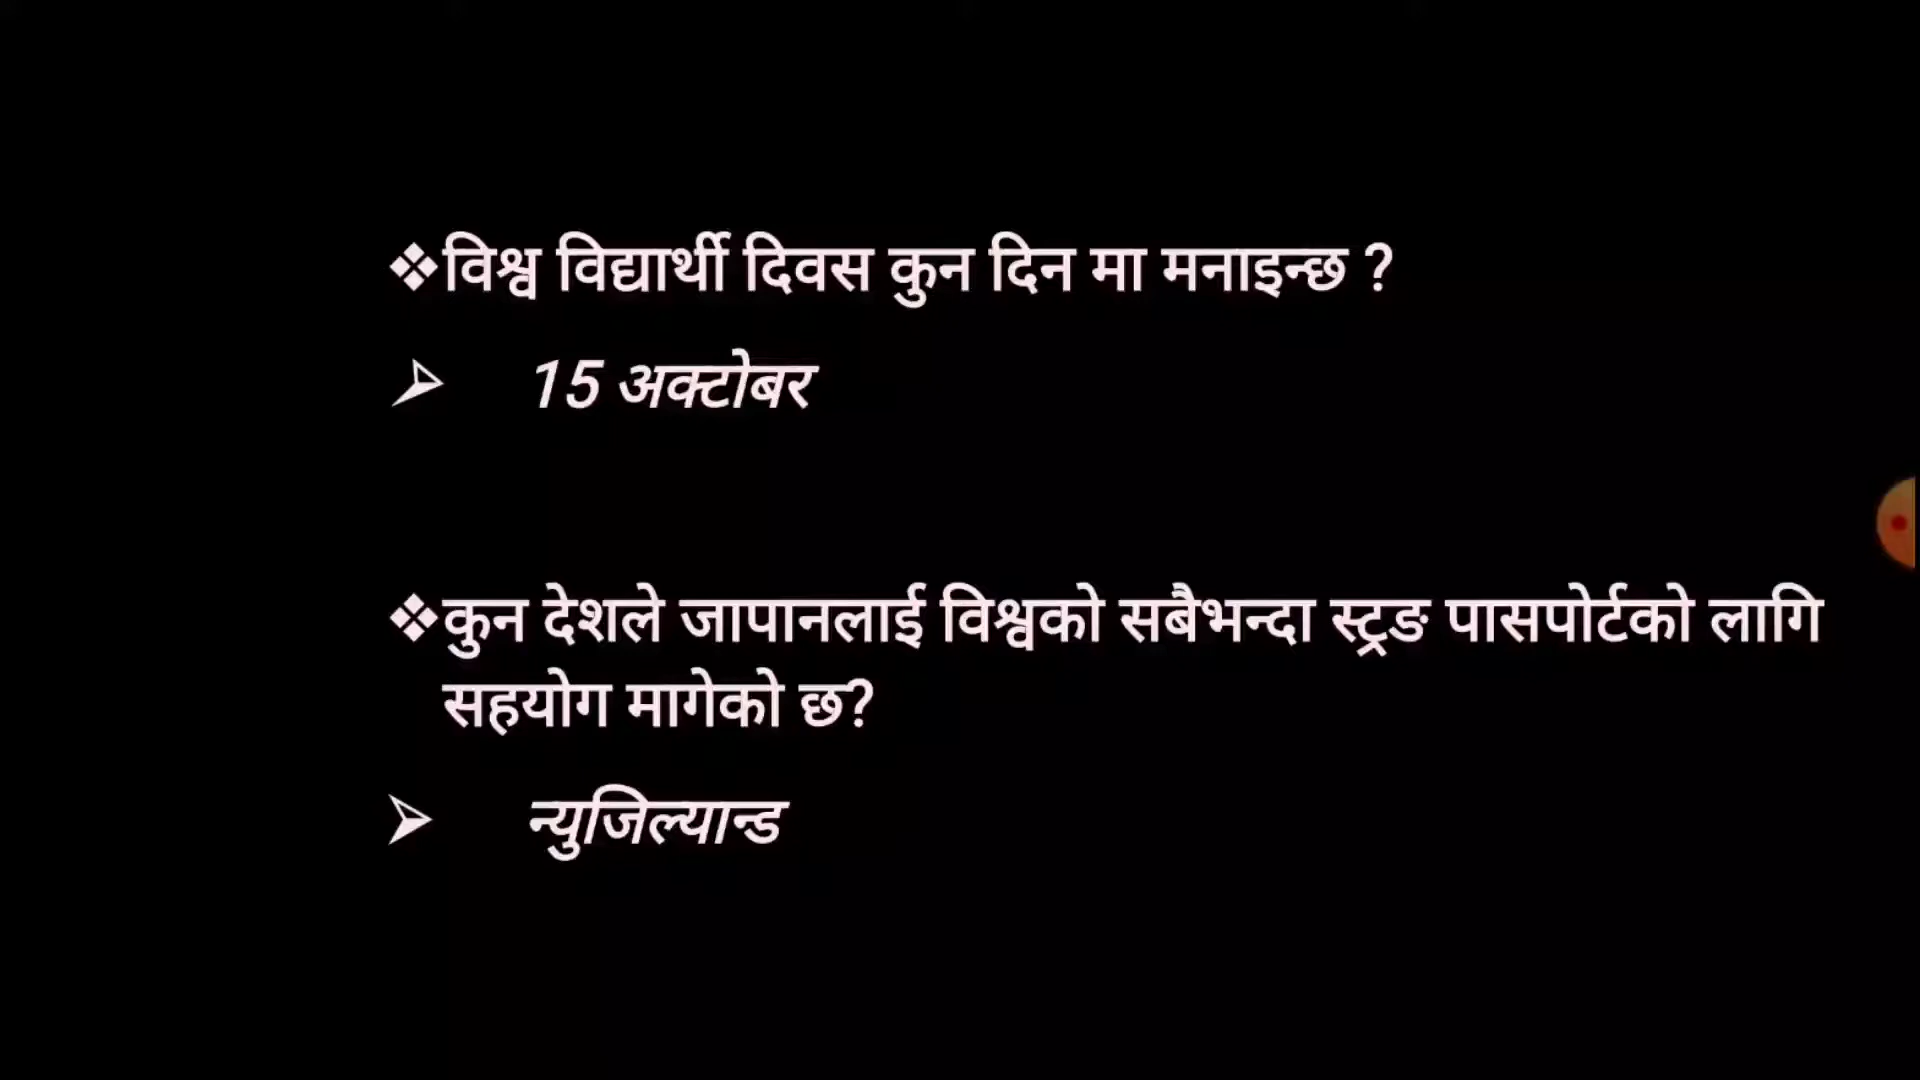 ❖विश्व विद्यार्थी दिवस कुन दिन मा मनाइन्छ ?
➢ 15 अक्टोबर
❖कुन देशले जापानलाई विश्वको सबैभन्दा स्ट्रङ पासपोर्टको लागि
सहयोग मागेको छ?
➢ न्युजिल्यान्ड